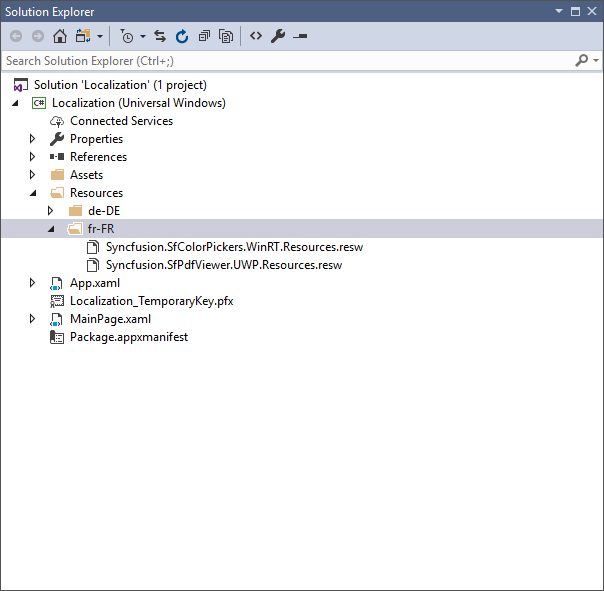 Solution Explorer
Search Solution Explorer (Ctrl+;)
Solution 'Localization' (1 project)
C# Localization (Universal Windows)
Connected Services
Properties
References
Assets
Resources
de-DE
fr-FR
Syncfusion.SfColorPickers.WinRT.Resources.resw
Syncfusion.SfPdfViewer.UWP.Resources.resw
App.xaml
Localization_TemporaryKey.pfx
MainPage.xaml
Package.appxmanifest